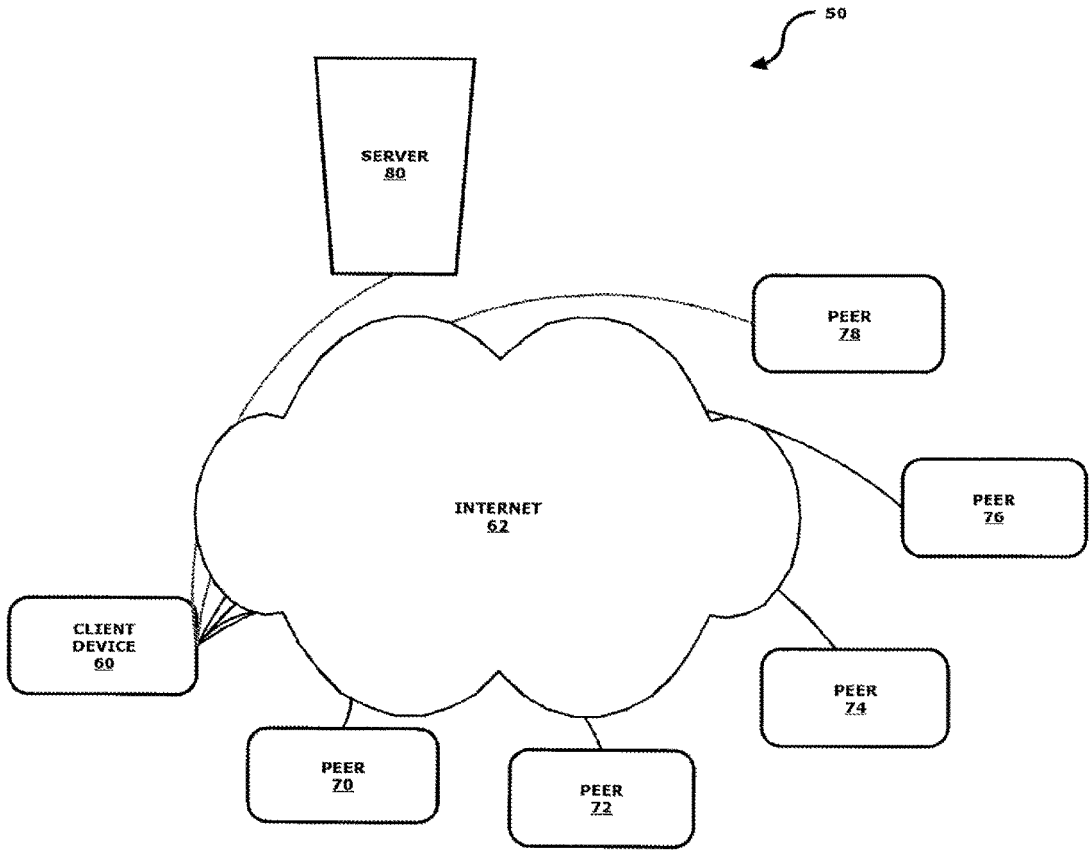 50
SERVER
80
PEER
78
PEER
76
INTERNET
62
CLIENT
DEVICE
60
PEER
74
PEER
70
PEER
72